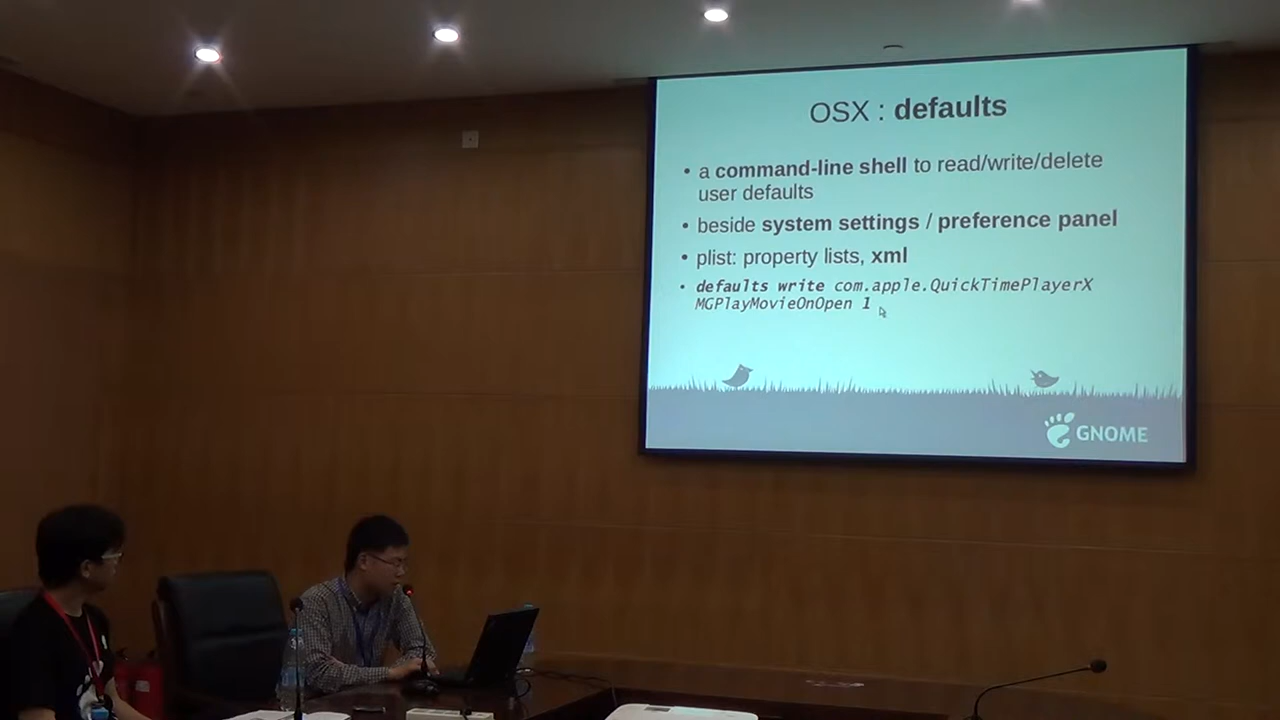 OSX : defaults
• a command-line shell to read/write/delete
user defaults
• beside system settings / preference panel
• plist: property lists, xml
• defaults write com.apple.QuickTimePlayerX
MGPlayMovieOnOpen 1
GNOME